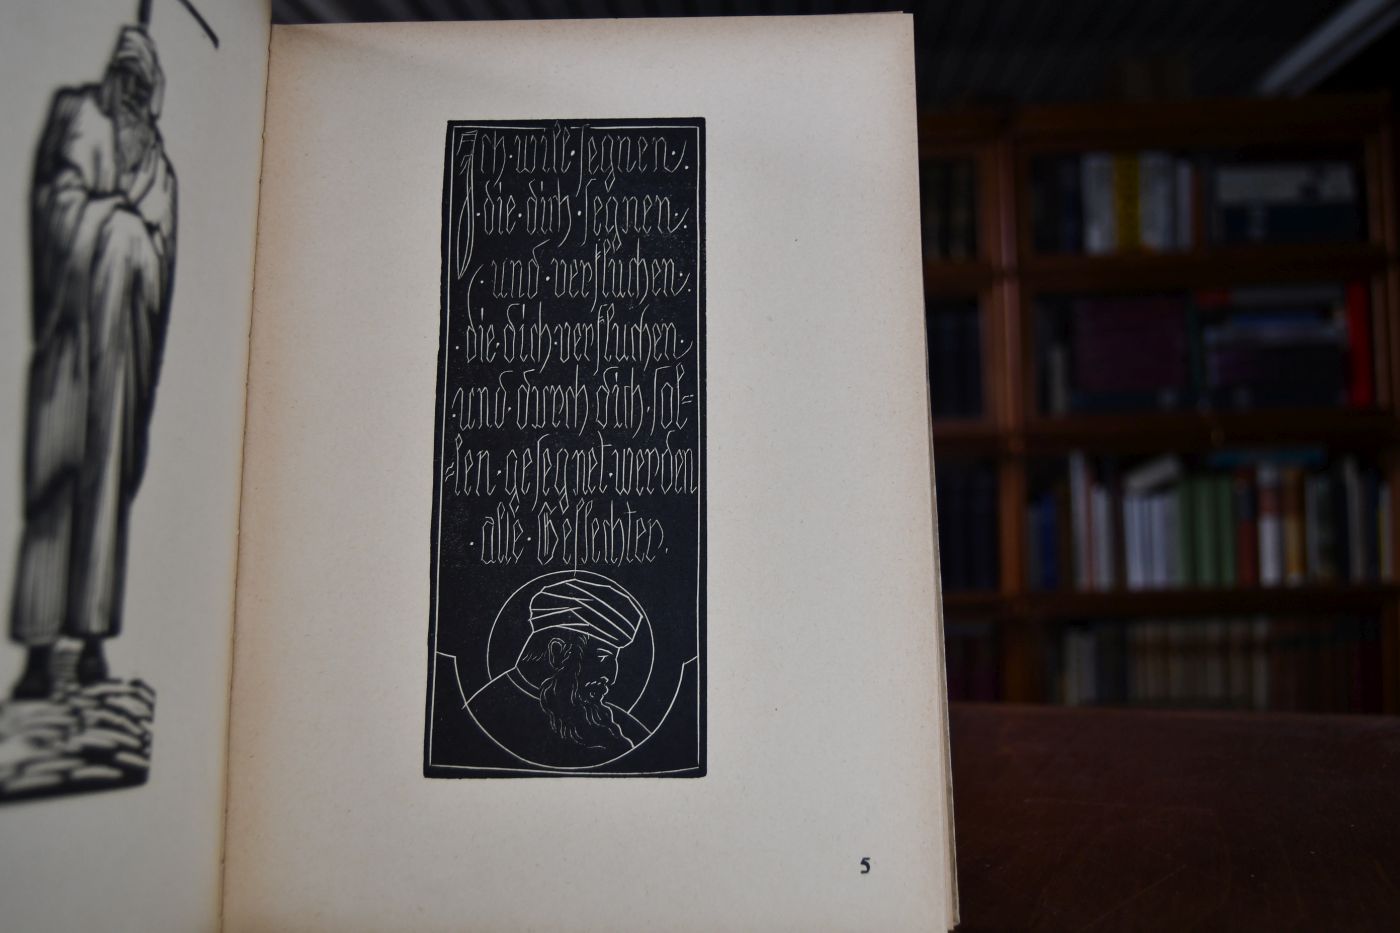 Ich · will · segnen ·
· die · dich · segnen ·
· und · verfluchen ·
· die · dich · verfluchen ·
· und · durch dich · sol=
=len · gesegnet · werden
· alle · Geslechter ·
5